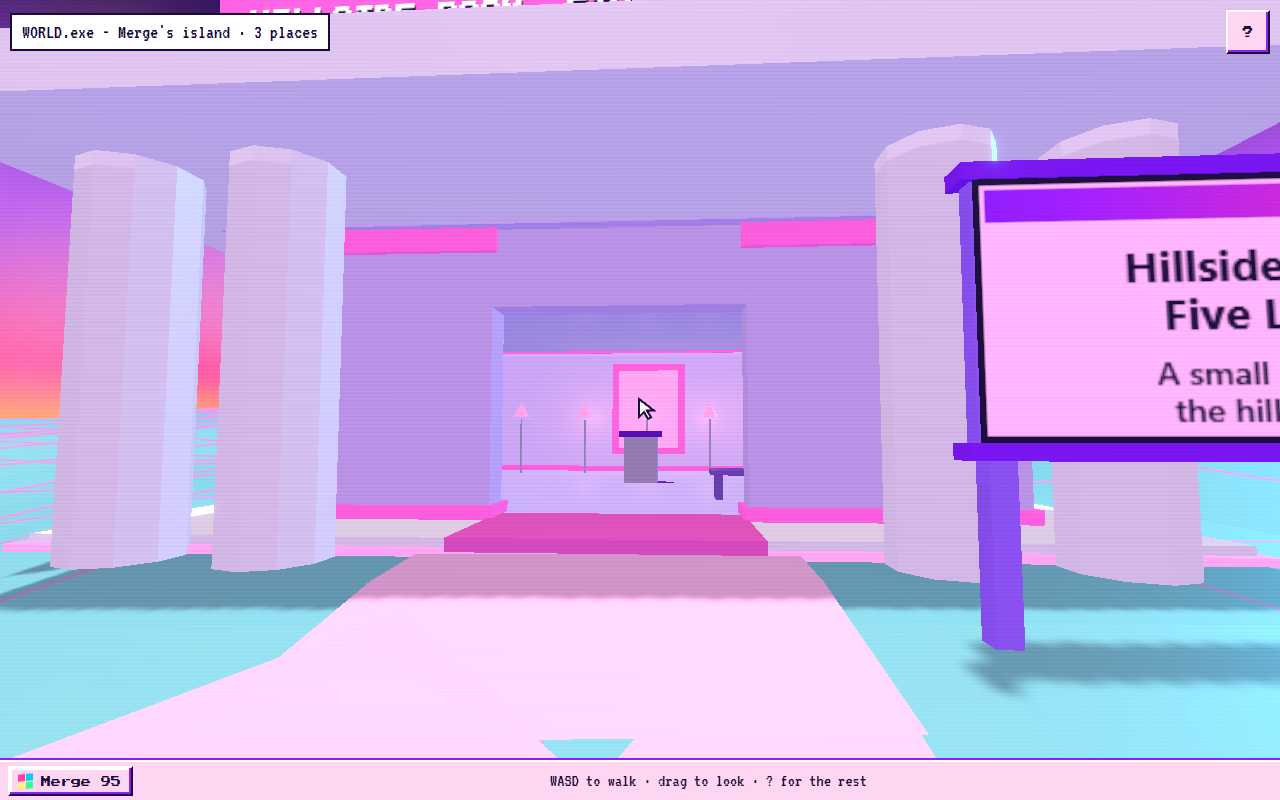 WORLD.exe - Merge's island · 3 places
?
Hillside
Five
A small
the hill
Merge 95
WASD to walk · drag to look · ? for the rest